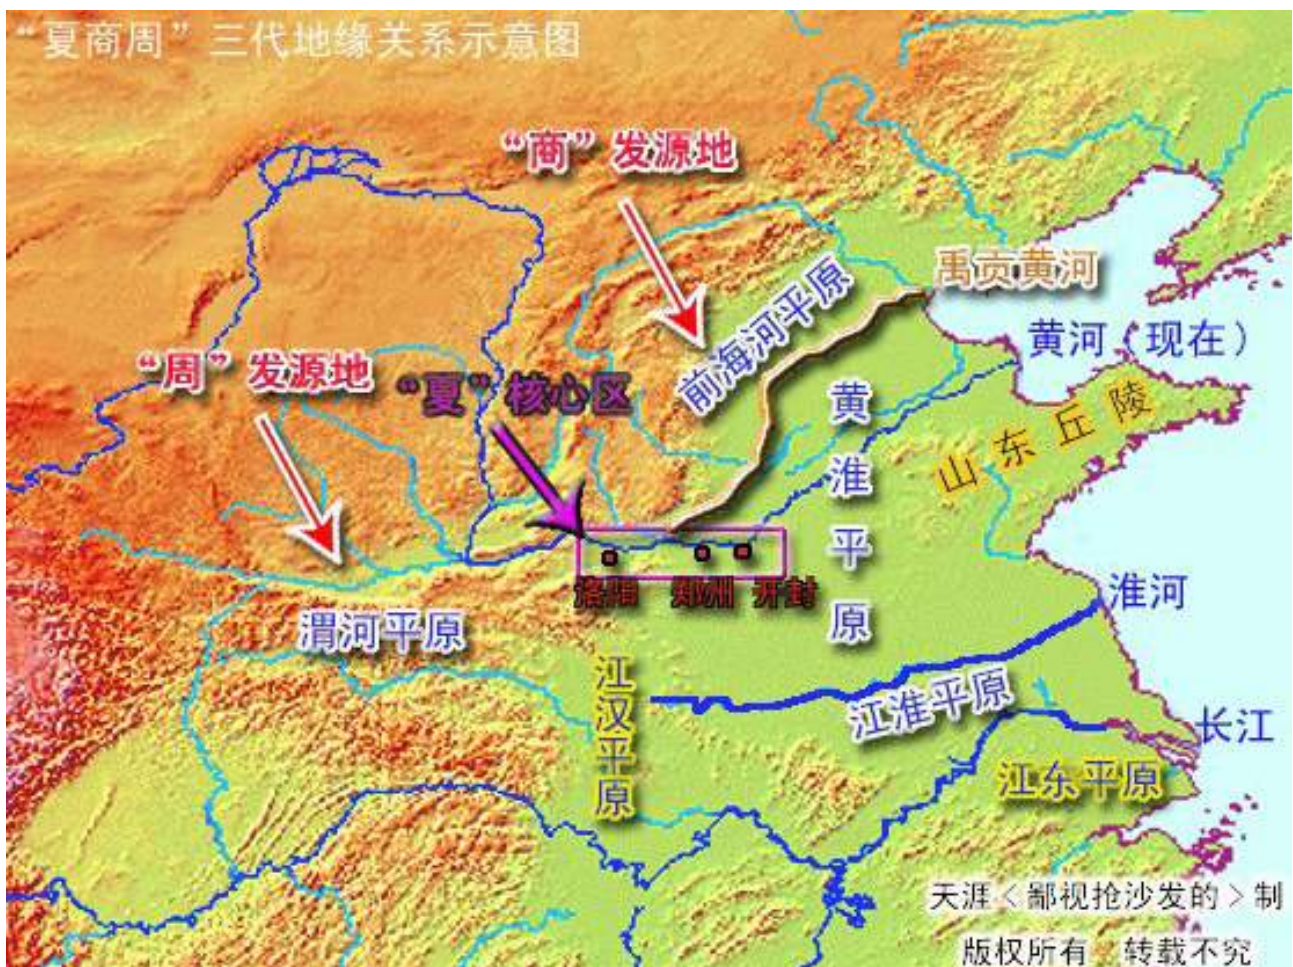 “夏商周”三代地缘关系示意图
“商”发源地
禹贡黄河
前海河平原
黄河（现在）
“周”发源地
“夏”核心区
黄淮平原
山东丘陵
洛阳
郑州
开封
淮河
渭河平原
江汉平原
江淮平原
长江
江东平原
天涯＜鄙视抢沙发的＞制
版权所有 转载不究